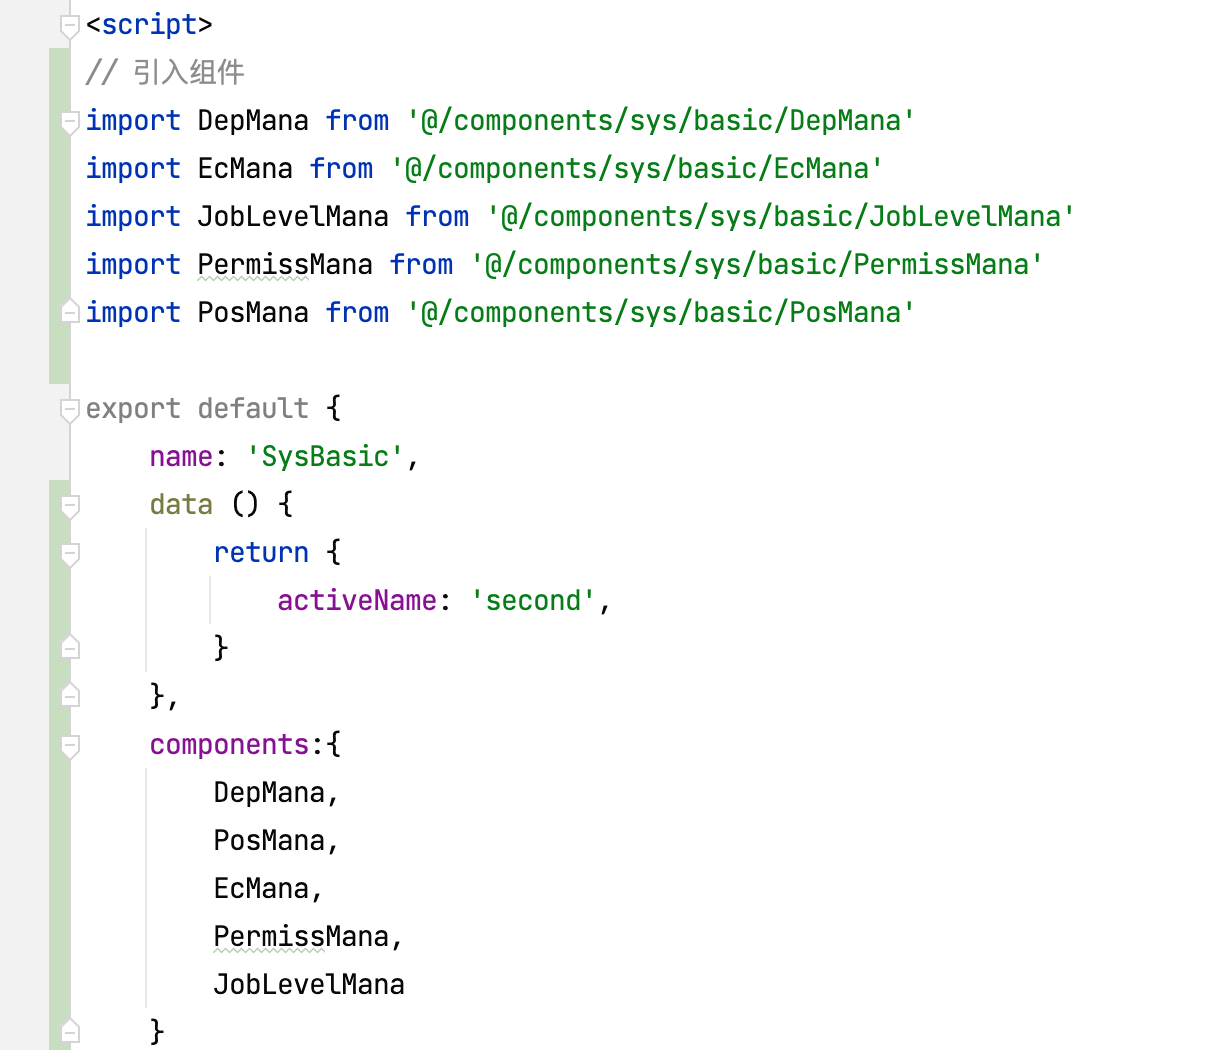 <script>
// 引入组件
import DepMana from '@/components/sys/basic/DepMana'
import EcMana from '@/components/sys/basic/EcMana'
import JobLevelMana from '@/components/sys/basic/JobLevelMana'
import PermissMana from '@/components/sys/basic/PermissMana'
import PosMana from '@/components/sys/basic/PosMana'

export default {
    name: 'SysBasic',
    data () {
        return {
            activeName: 'second',
        }
    },
    components:{
        DepMana,
        PosMana,
        EcMana,
        PermissMana,
        JobLevelMana
    }